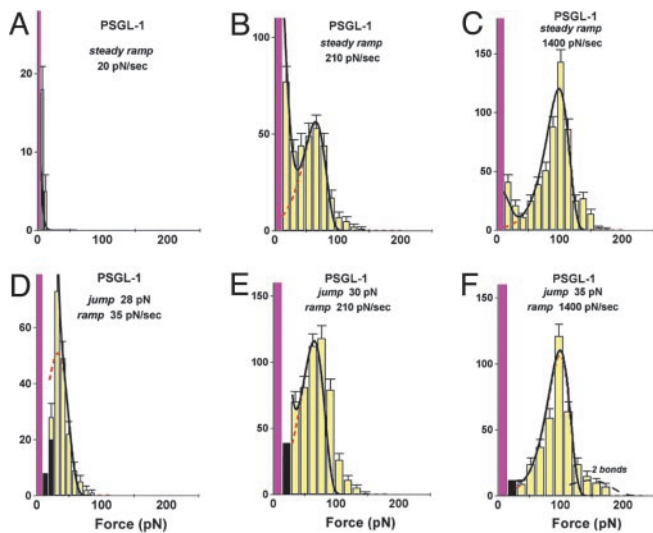 A
PSGL-1
steady ramp
20 pN/sec
20
10
0
0
100
200
B
PSGL-1
steady ramp
210 pN/sec
210
100
50
0
0
100
200
C
PSGL-1
steady ramp
1400 pN/sec
150
100
50
0
0
100
200
D
PSGL-1
jump 28 pN
ramp 35 pN/sec
60
40
20
0
0
100
200
Force (pN)
E
PSGL-1
jump 30 pN
ramp 210 pN/sec
150
100
50
0
0
100
200
Force (pN)
F
PSGL-1
jump 35 pN
ramp 1400 pN/sec
150
100
50
0
2 bonds
0
100
200
Force (pN)